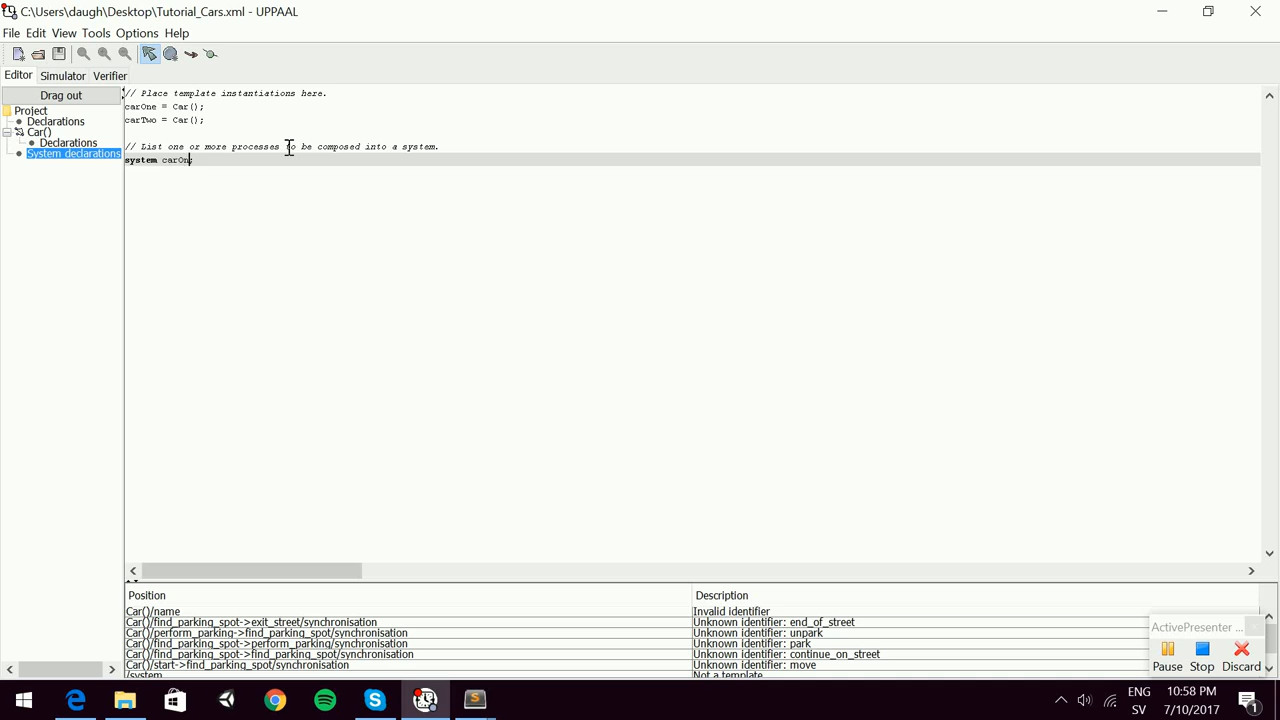 C:\Users\daugh\Desktop\Tutorial_Cars.xml - UPPAAL
File Edit View Tools Options Help
Editor Simulator Verifier
Drag out
Project
Declarations
Car()
Declarations
System declarations
// Place template instantiations here.
carOne = Car();
carTwo = Car();
// List one or more processes to be composed into a system.
system carOn;
Position Description
Car()/name Invalid identifier
Car()/find_parking_spot->exit_street/synchronisation Unknown identifier: end_of_street
Car()/perform_parking->find_parking_spot/synchronisation Unknown identifier: unpark
Car()/find_parking_spot->perform_parking/synchronisation Unknown identifier: park
Car()/find_parking_spot->find_parking_spot/synchronisation Unknown identifier: continue_on_street
Car()/start->find_parking_spot/synchronisation Unknown identifier: move
/system Not a template
ActivePresenter ...
Pause Stop Discard
ENG
SV
10:58 PM
7/10/2017
1